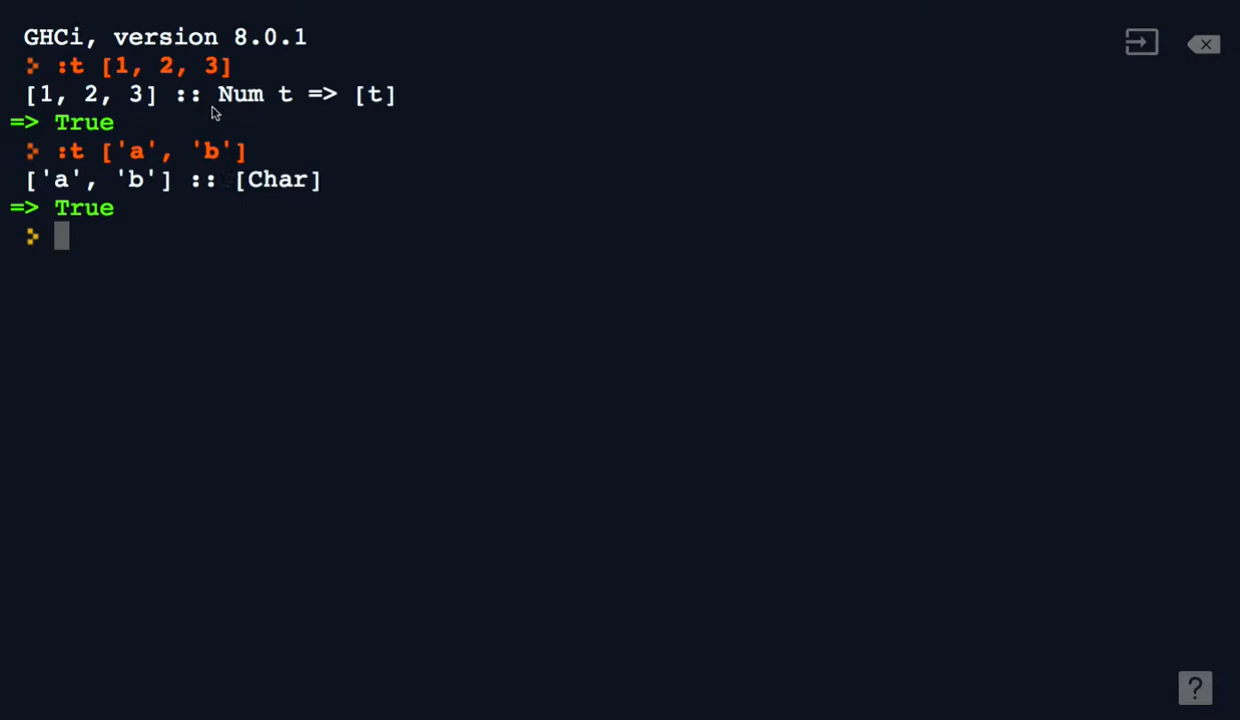 GHCi, version 8.0.1
:t [1, 2, 3]
[1, 2, 3] :: Num t => [t]
=> True
:t ['a', 'b']
['a', 'b'] :: [Char]
=> True
?